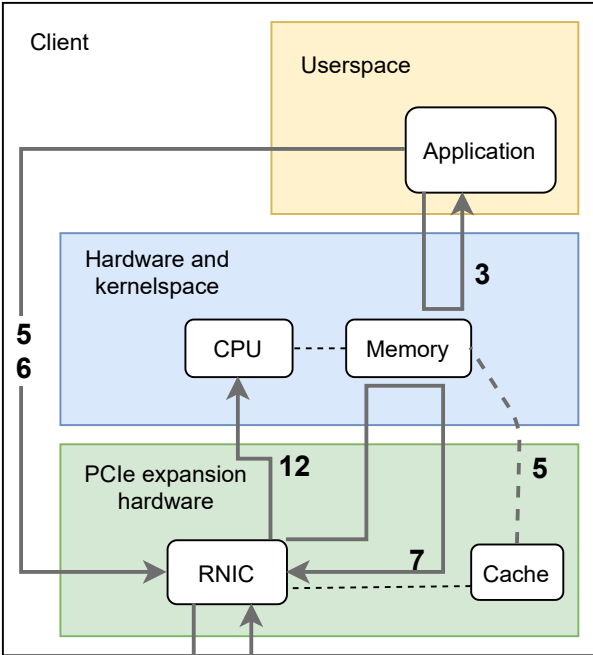 Client
Userspace
Application
3
Hardware and
kernelspace
CPU
Memory
5
6
12
5
PCIe expansion
hardware
7
RNIC
Cache